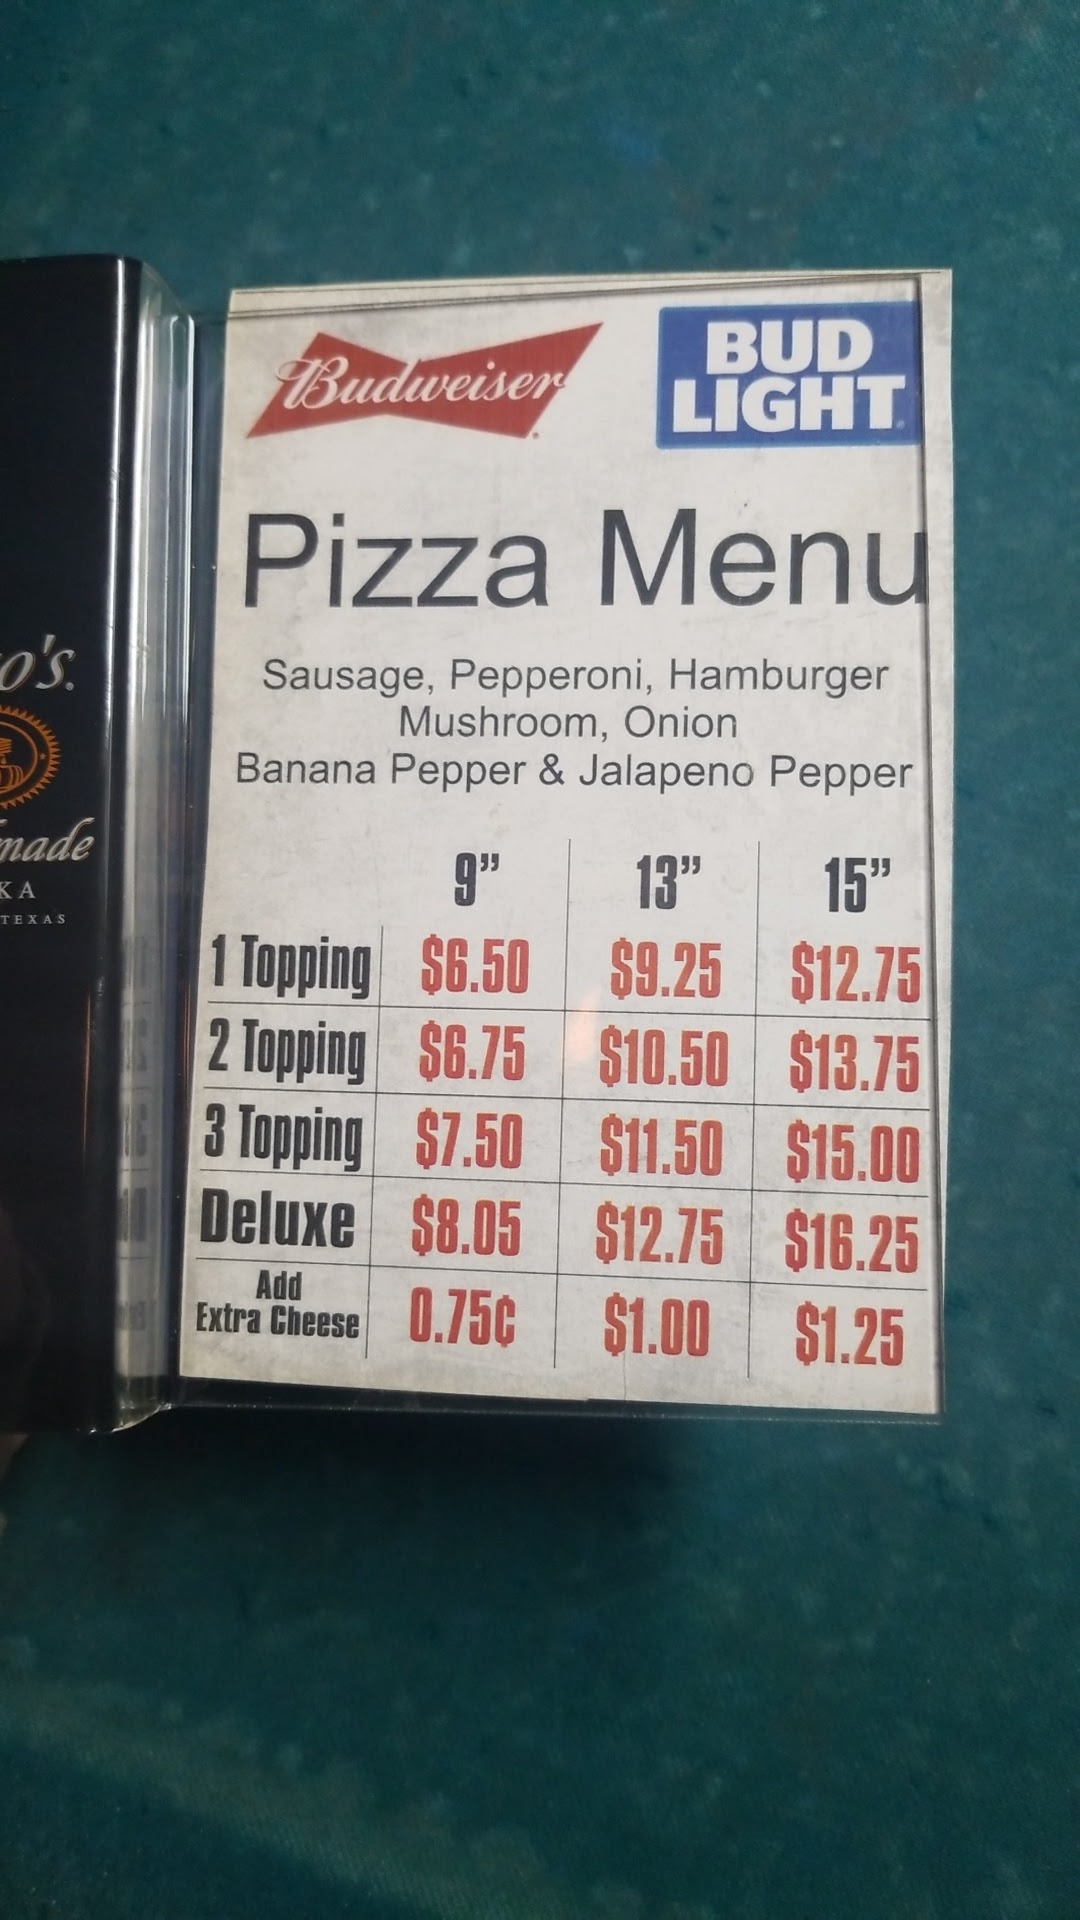 Budweiser
BUD
LIGHT
Pizza Menu
Sausage, Pepperoni, Hamburger
Mushroom, Onion
Banana Pepper & Jalapeno Pepper
9” 13” 15”
1 Topping $6.50 $9.25 $12.75
2 Topping $6.75 $10.50 $13.75
3 Topping $7.50 $11.50 $15.00
Deluxe $8.05 $12.75 $16.25
Add
Extra Cheese 0.75¢ $1.00 $1.25
o's.
made
KA
TEXAS